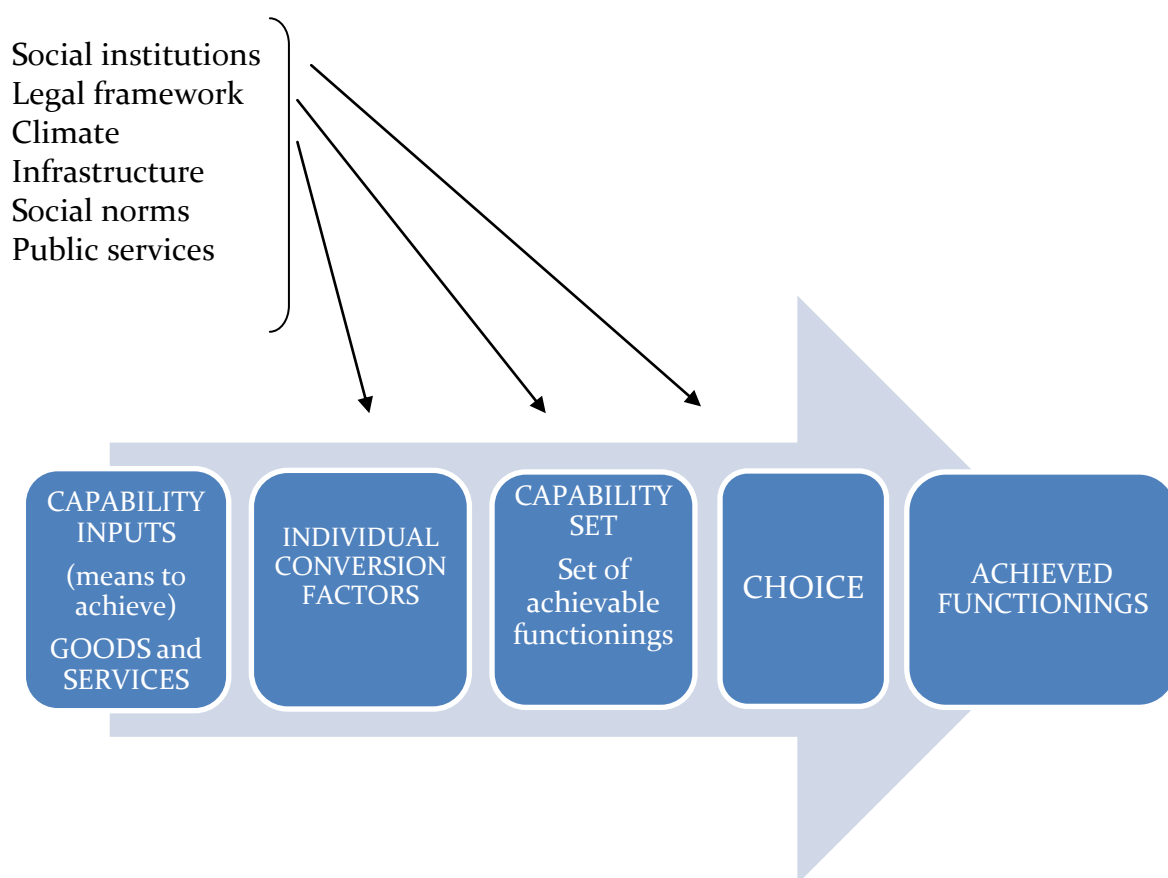 Social institutions
Legal framework
Climate
Infrastructure
Social norms
Public services
CAPABILITY
INPUTS
(means to
achieve)
GOODS and
SERVICES
INDIVIDUAL
CONVERSION
FACTORS
CAPABILITY
SET
Set of
achievable
functionings
CHOICE
ACHIEVED
FUNCTIONINGS